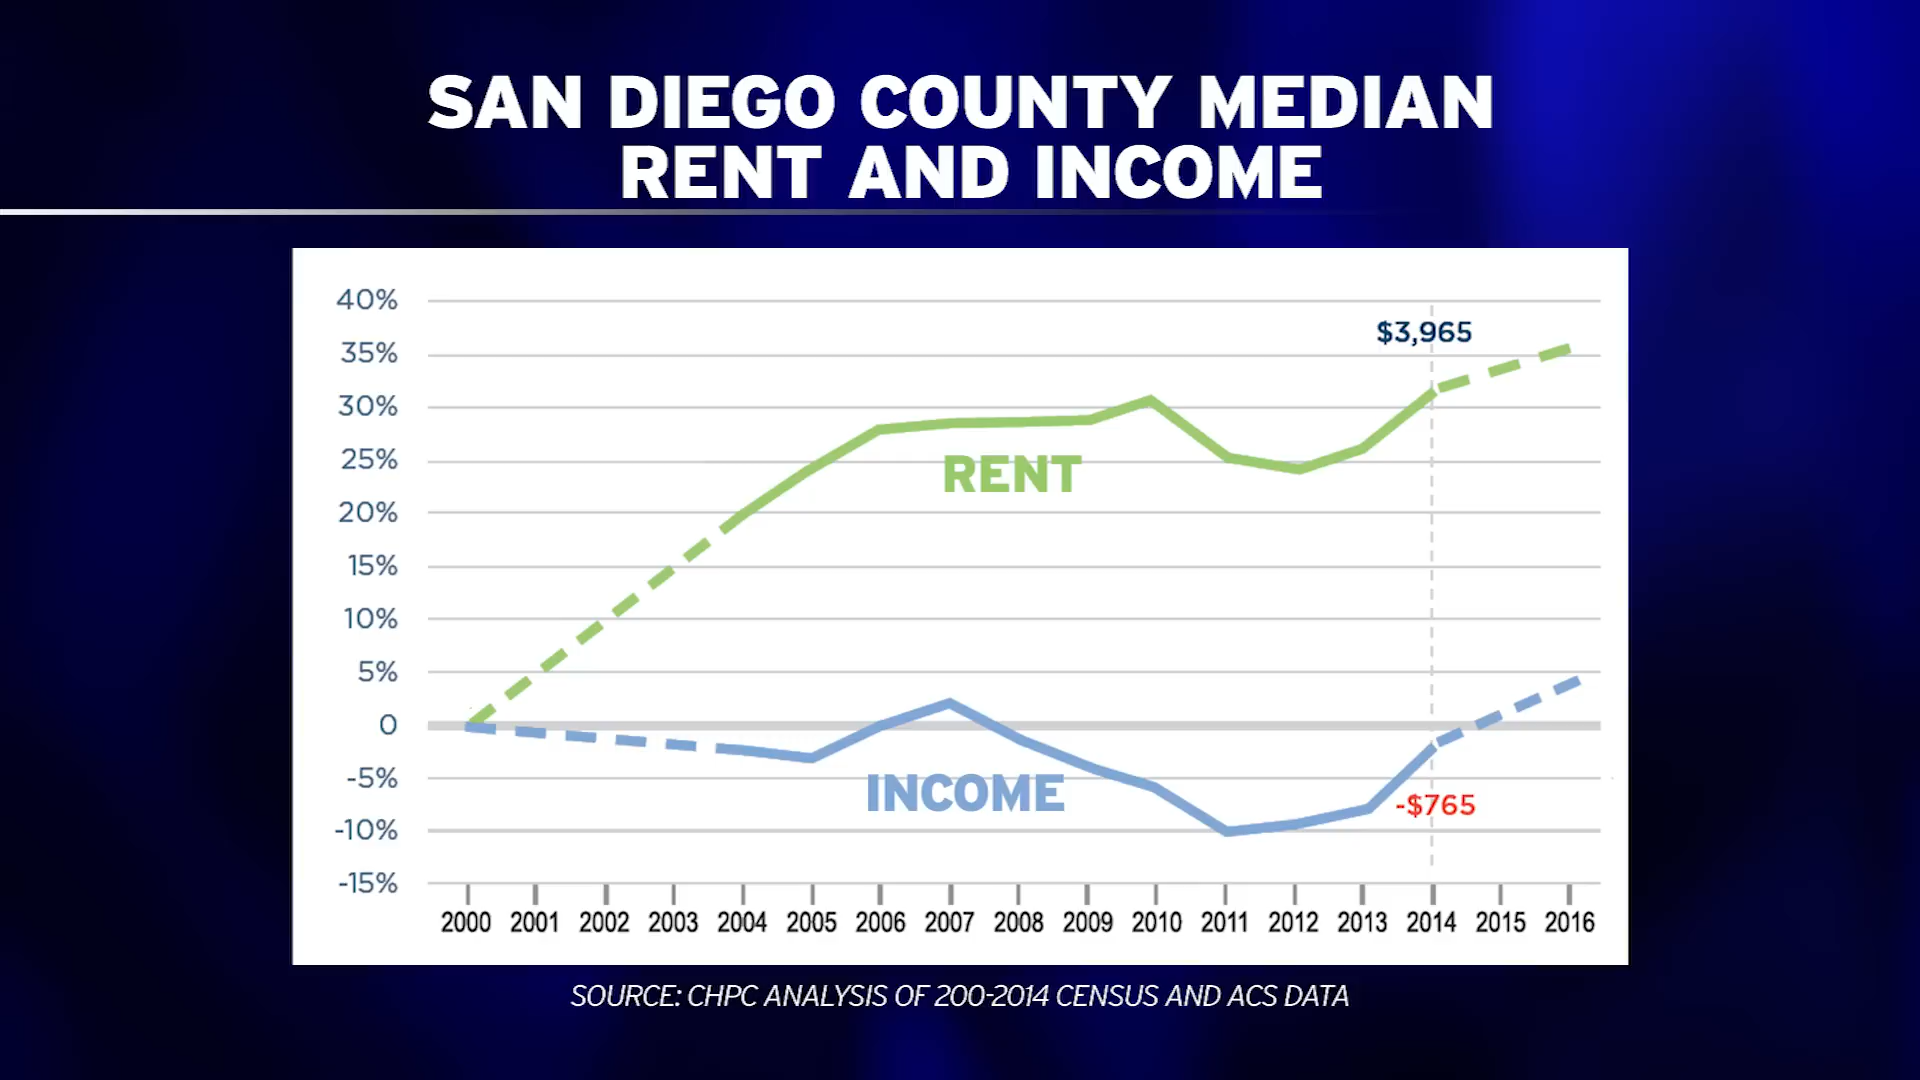 SAN DIEGO COUNTY MEDIAN
RENT AND INCOME
40%
$3,965
35%
30%
25%
RENT
20%
15%
10%
5%
0
-5%
INCOME
-$765
-10%
-15%
2000 2001 2002 2003 2004 2005 2006 2007 2008 2009 2010 2011 2012 2013 2014 2015 2016
SOURCE: CHPC ANALYSIS OF 200-2014 CENSUS AND ACS DATA